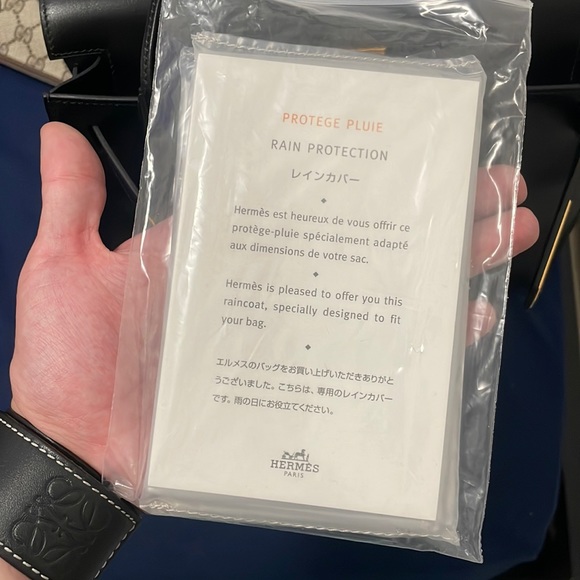 PROTEGE PLUIE
RAIN PROTECTION
レインカバー
Hermès est heureux de vous offrir ce
protège-pluie spécialement adapté
aux dimensions de votre sac.
Hermès is pleased to offer you this
raincoat, specially designed to fit
your bag.
エルメスのバッグをお買い上げいただきありがと
うございました。こちらは、専用のレインカバー
です。雨の日にお役立てください。
HERMÈS
PARIS